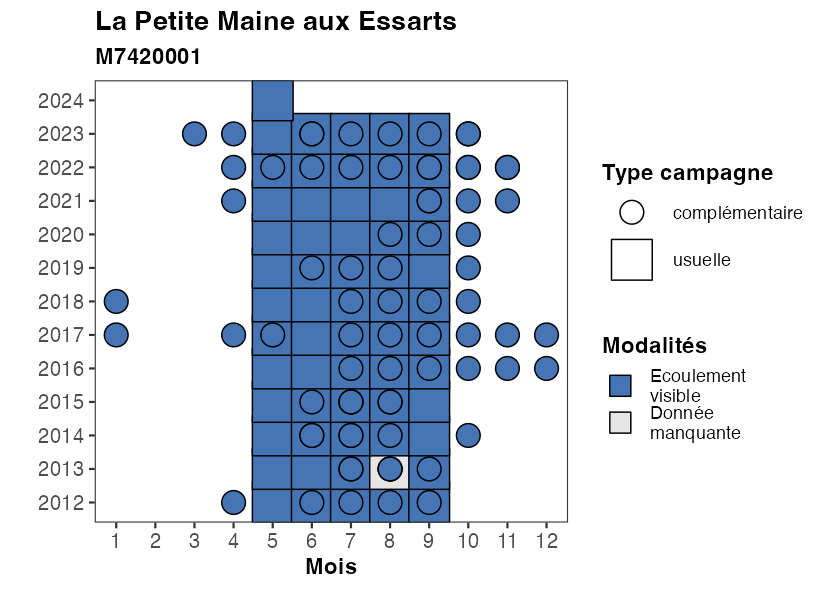 La Petite Maine aux Essarts
M7420001
2024
2023
2022
2021
2020
2019
2018
2017
2016
2015
2014
2013
2012
1 2 3 4 5 6 7 8 9 10 11 12
Mois
Type campagne
complémentaire
usuelle
Modalités
Ecoulement
visible
Donnée
manquante